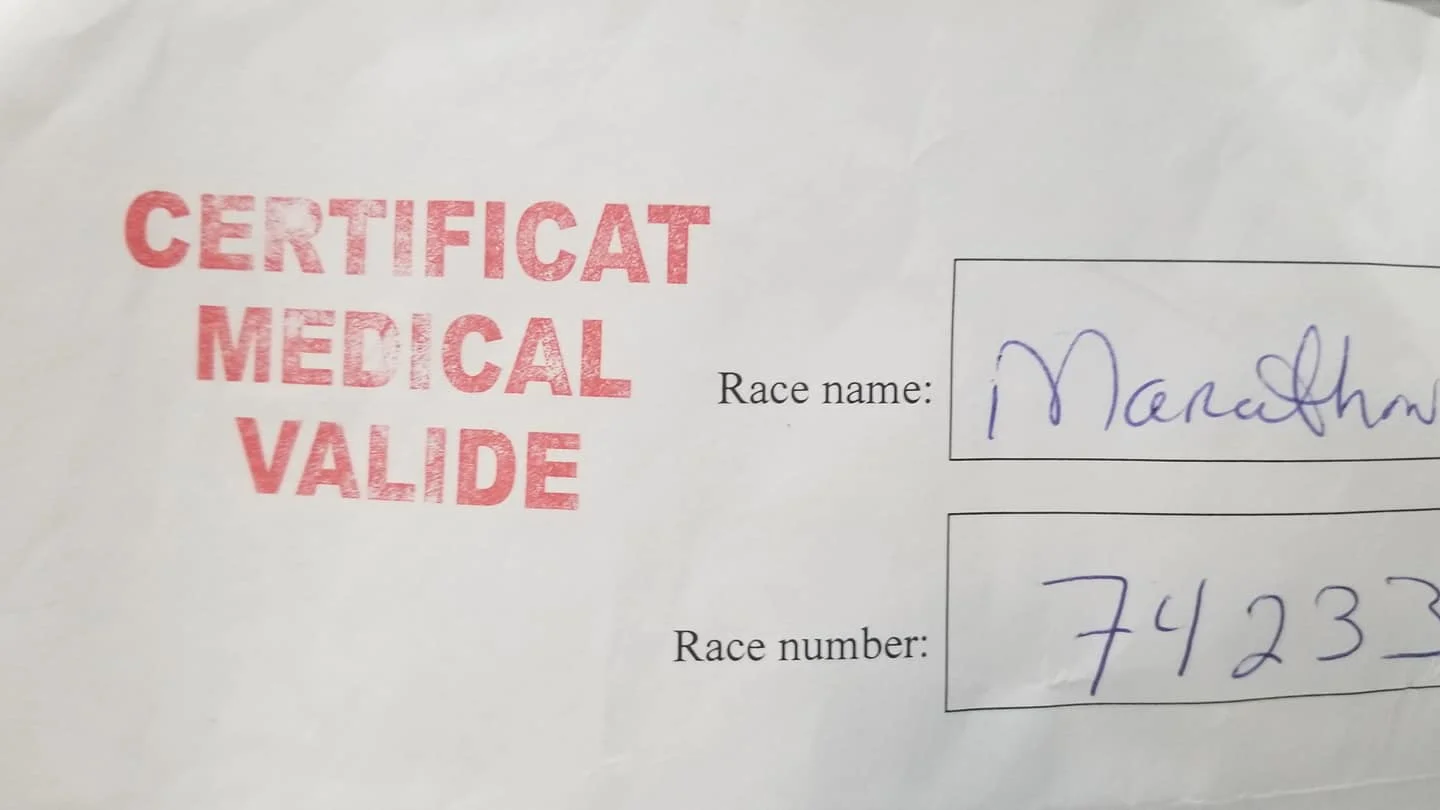 CERTIFICAT
MEDICAL
VALIDE
Race name: Marathon
Race number: 74233